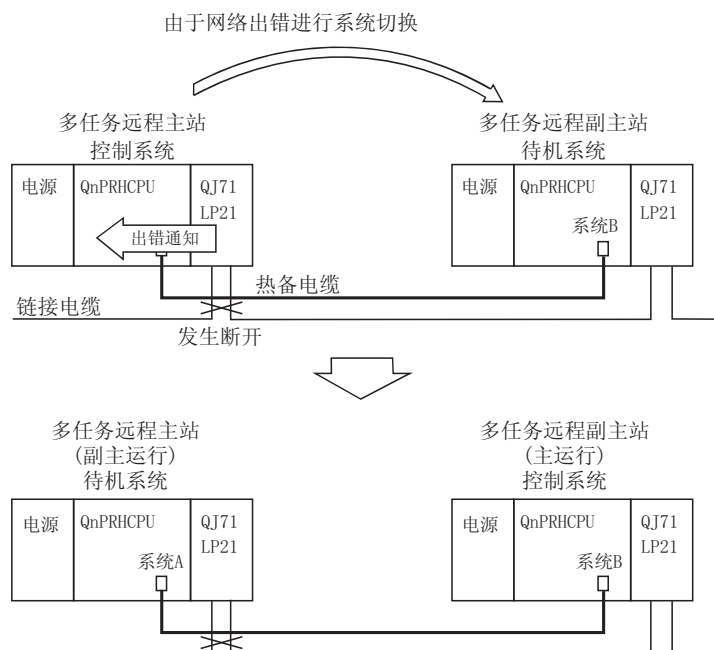 由于网络出错进行系统切换
多任务远程主站
控制系统
多任务远程副主站
待机系统
电源
QnPRHCPU
QJ71
LP21
出错通知
电源
QnPRHCPU
QJ71
LP21
系统B
热备电缆
链接电缆
发生断开
多任务远程主站
(副主运行)
待机系统
多任务远程副主站
(主运行)
控制系统
电源
QnPRHCPU
QJ71
LP21
系统A
电源
QnPRHCPU
QJ71
LP21
系统B